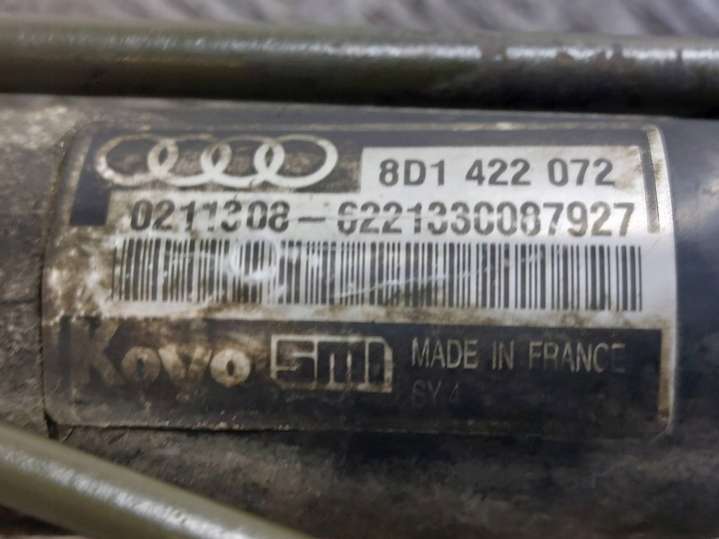 8D1 422 072
0211308-6221330087927
Koyo SMI MADE IN FRANCE
SY 4